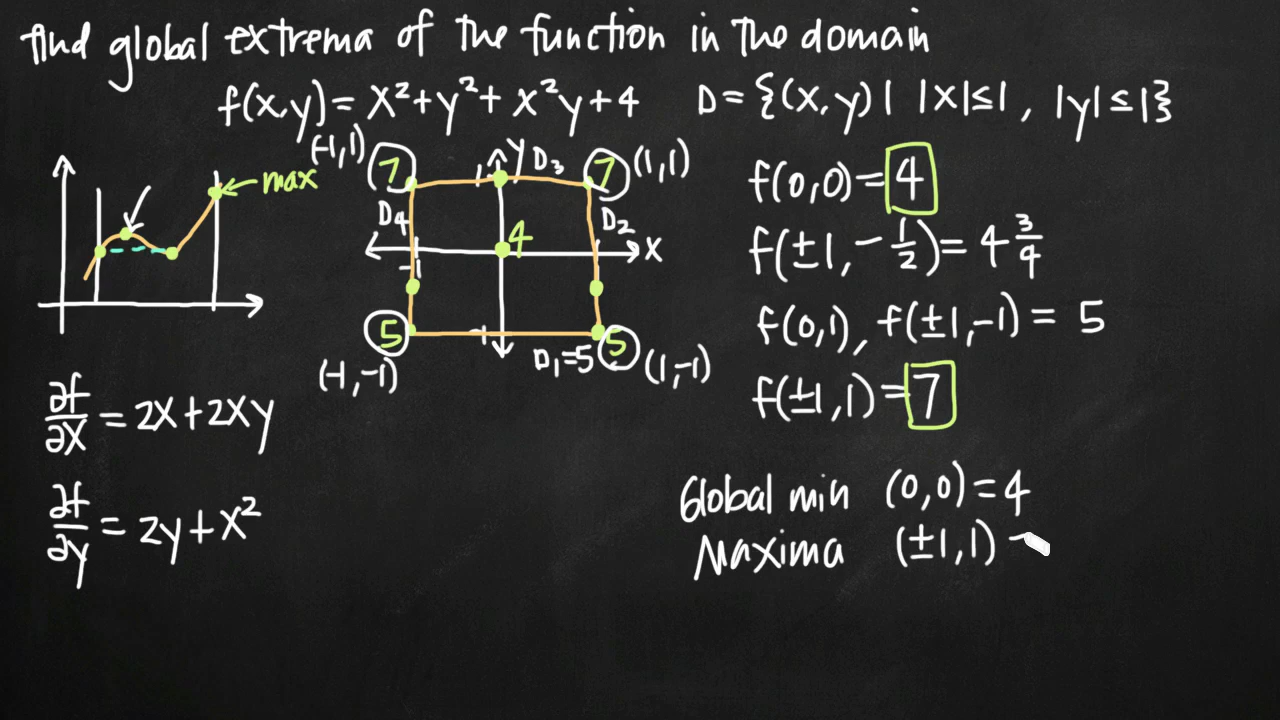 find global extrema of the function in the domain
f(x,y) = x²+y²+ x²y+4 D= {(x,y) | |x|≤1, |y|≤1}
max
(-1,1) 7 y D₃ 1 7 (1,1)
D₄ D₂
4 x
-1
5 -1 D₁=5 5
(-1,-1) (1,-1)
∂f/∂x = 2x+2xy
∂f/∂y = 2y+x²
f(0,0) = 4
f(±1, -1/2) = 4 3/4
f(0,1), f(±1,-1) = 5
f(±1,1) = 7
Global min (0,0) = 4
Maxima (±1,1) -